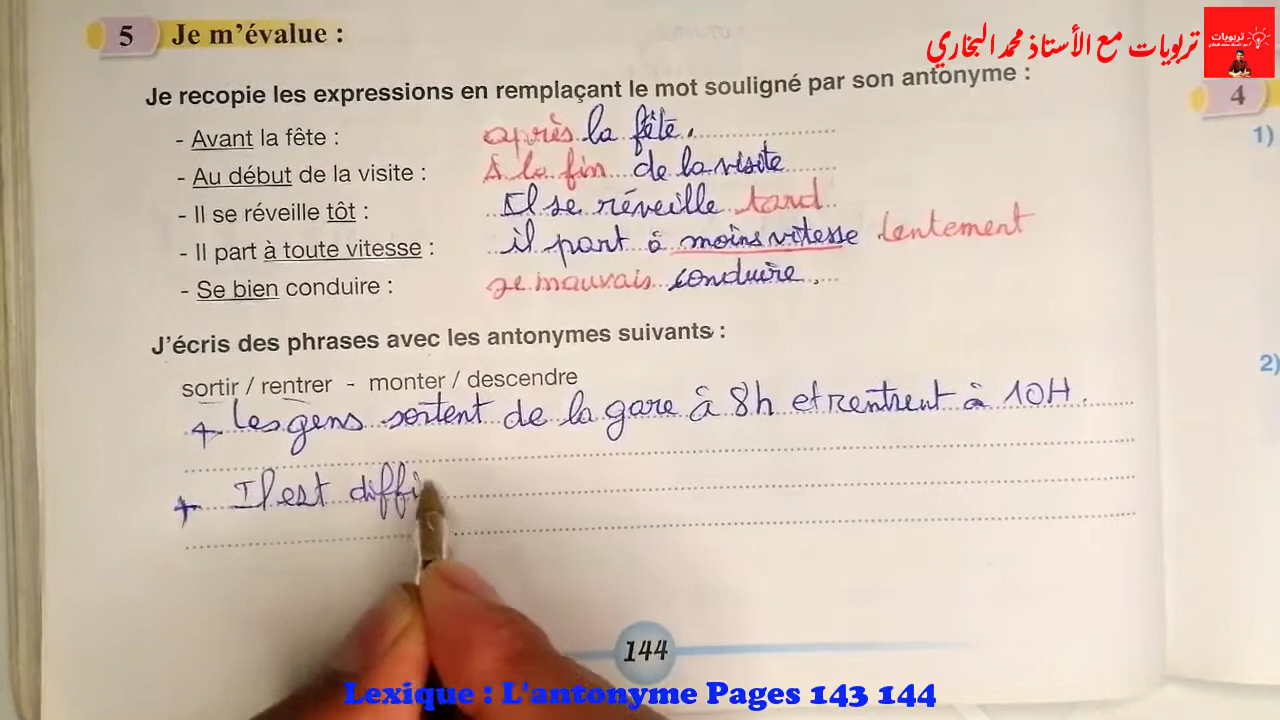 5 Je m'évalue :
تربويات مع الأستاذ محمد البخاري
تربويات
Je recopie les expressions en remplaçant le mot souligné par son antonyme :
- Avant la fête : après la fête.
- Au début de la visite : A la fin de la visite
- Il se réveille tôt : Il se réveille tard
- Il part à toute vitesse : il part à moins vitesse lentement
- Se bien conduire : se mauvais conduire.
J'écris des phrases avec les antonymes suivants :
sortir / rentrer - monter / descendre
+ Les gens sortent de la gare à 8h et rentrent à 10H.
+ Il est diffi
144
4
1)
2)
Lexique : L'antonyme Pages 143 144